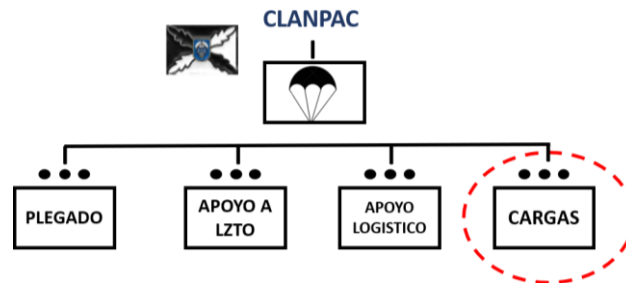 CLANPAC
PLEGADO
APOYO A
LZTO
APOYO
LOGISTICO
CARGAS